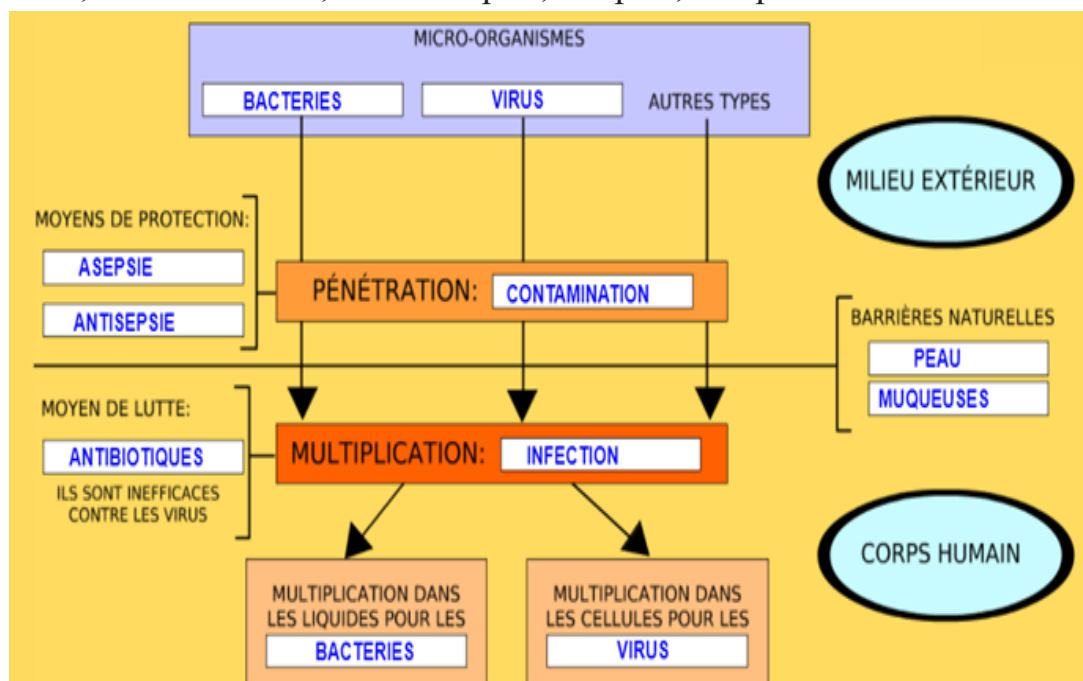 MICRO-ORGANISMES
BACTERIES
VIRUS
AUTRES TYPES
MILIEU EXTÉRIEUR
MOYENS DE PROTECTION:
ASEPSIE
ANTISEPSIE
PÉNÉTRATION: CONTAMINATION
BARRIÈRES NATURELLES
PEAU
MUQUEUSES
MOYEN DE LUTTE:
ANTIBIOTIQUES
ILS SONT INEFFICACES
CONTRE LES VIRUS
MULTIPLICATION: INFECTION
CORPS HUMAIN
MULTIPLICATION DANS
LES LIQUIDES POUR LES
BACTERIES
MULTIPLICATION DANS
LES CELLULES POUR LES
VIRUS